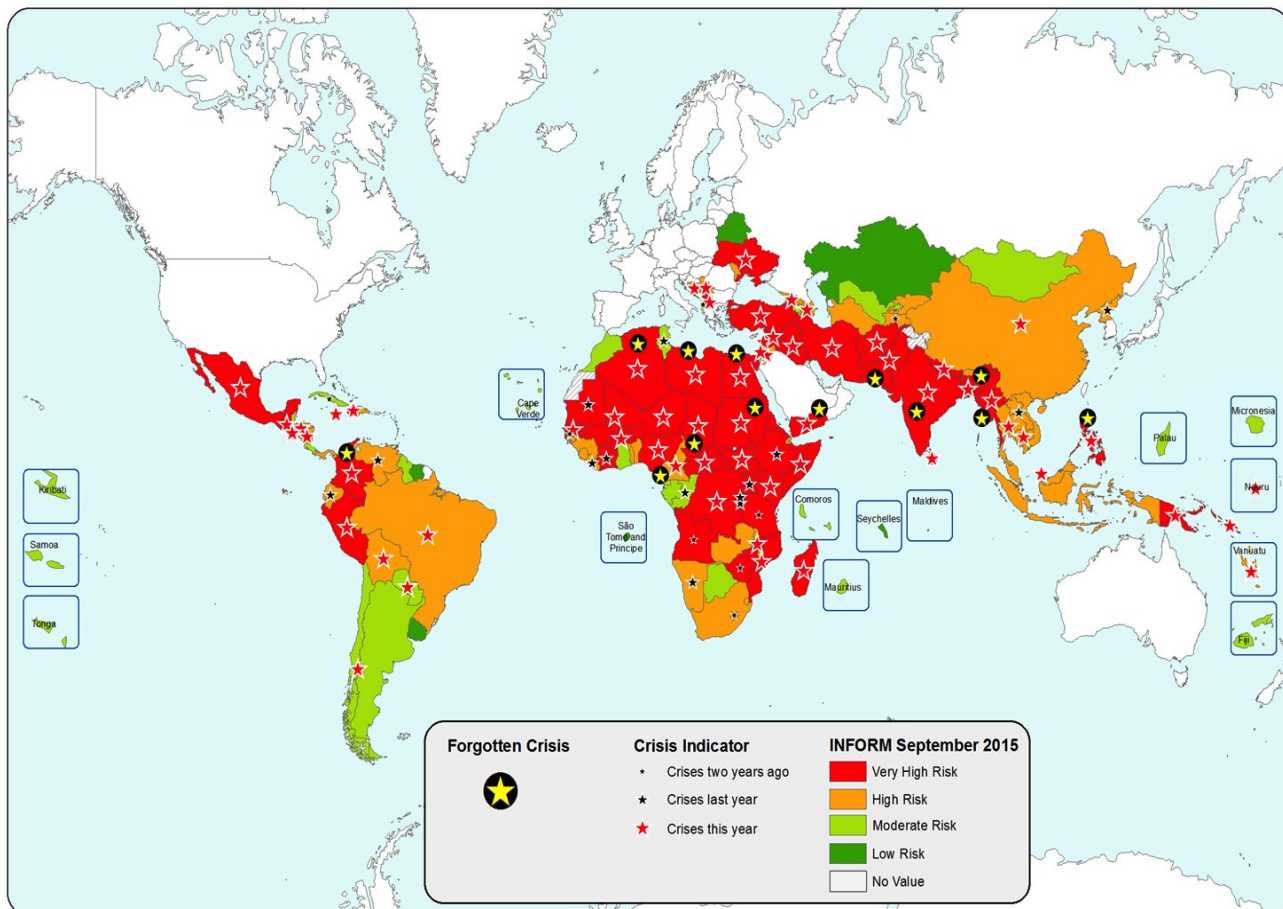 Cape
Verde
Kiribati
Samoa
Tonga
São
Tome and
Principe
Comoros
Seychelles
Maldives
Mauritius
Palau
Micronesia
Nauru
Vanuatu
Fiji
Forgotten Crisis
Crisis Indicator
Crises two years ago
Crises last year
Crises this year
INFORM September 2015
Very High Risk
High Risk
Moderate Risk
Low Risk
No Value